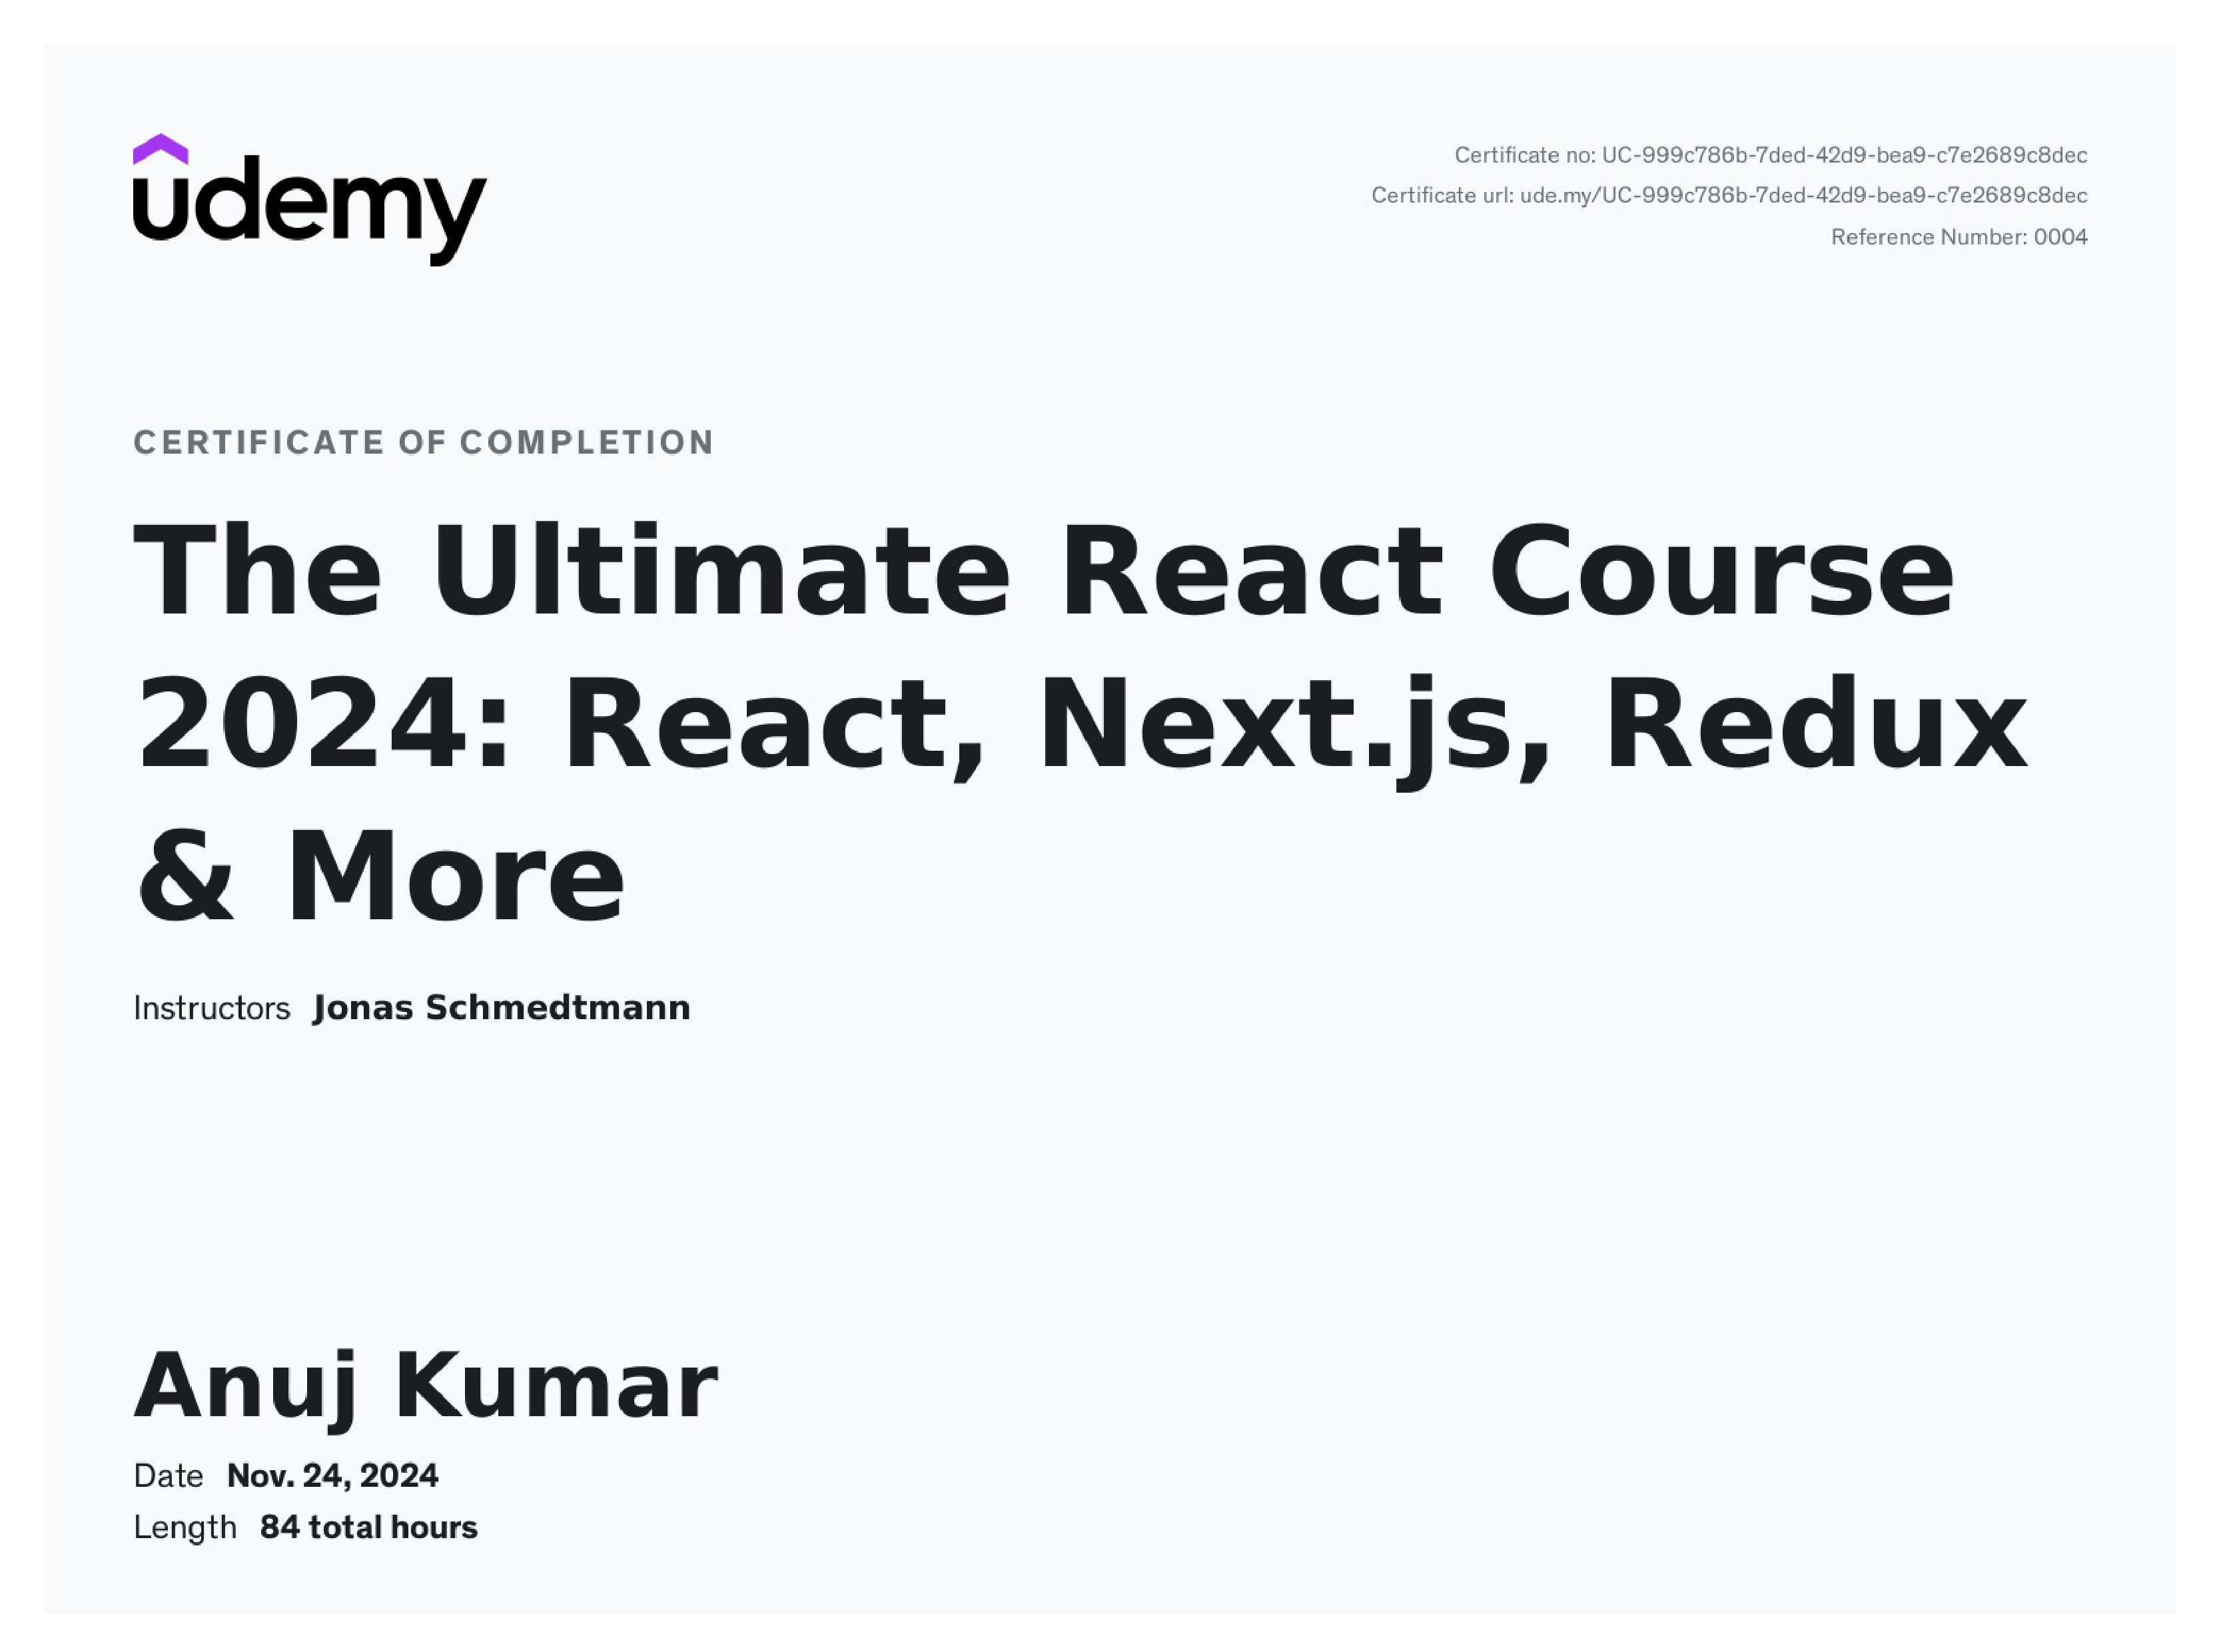 udemy
Certificate no: UC-999c786b-7ded-42d9-bea9-c7e2689c8dec
Certificate url: ude.my/UC-999c786b-7ded-42d9-bea9-c7e2689c8dec
Reference Number: 0004
CERTIFICATE OF COMPLETION
The Ultimate React Course
2024: React, Next.js, Redux
& More
Instructors Jonas Schmedtmann
Anuj Kumar
Date Nov. 24, 2024
Length 84 total hours